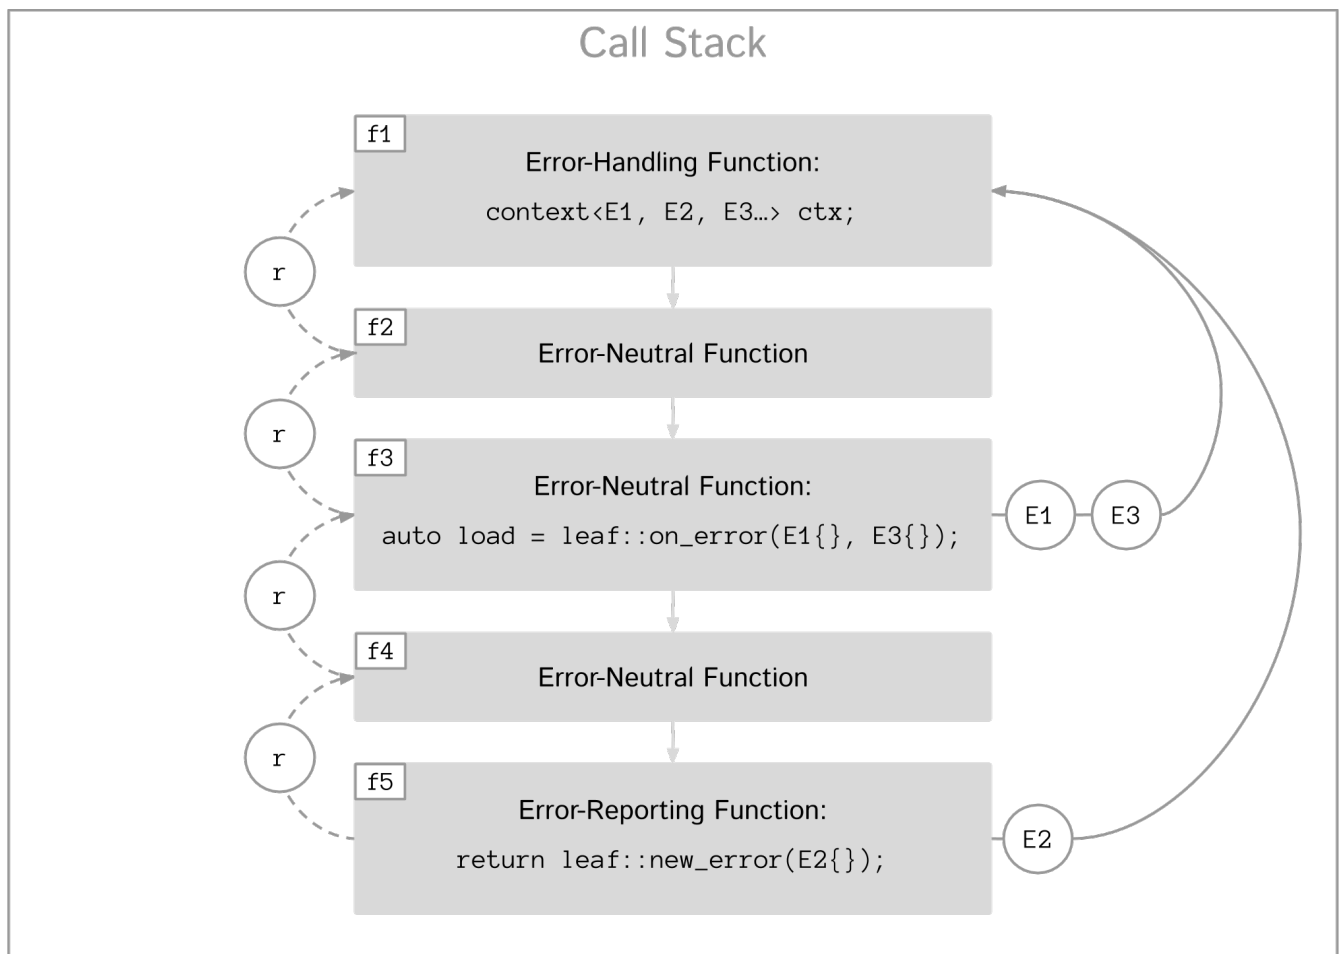 Call Stack
f1
Error-Handling Function:
context<E1, E2, E3…> ctx;
r
f2
Error-Neutral Function
r
f3
Error-Neutral Function:
auto load = leaf::on_error(E1{}, E3{});
E1
E3
r
f4
Error-Neutral Function
r
f5
Error-Reporting Function:
return leaf::new_error(E2{});
E2